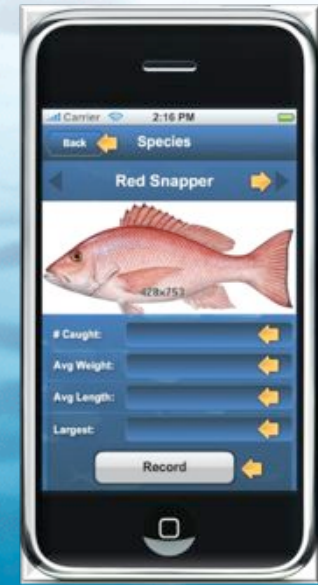 Carrier 2:16 PM
Back Species
Red Snapper
428x753
# Caught:
Avg Weight:
Avg Length:
Largest:
Record